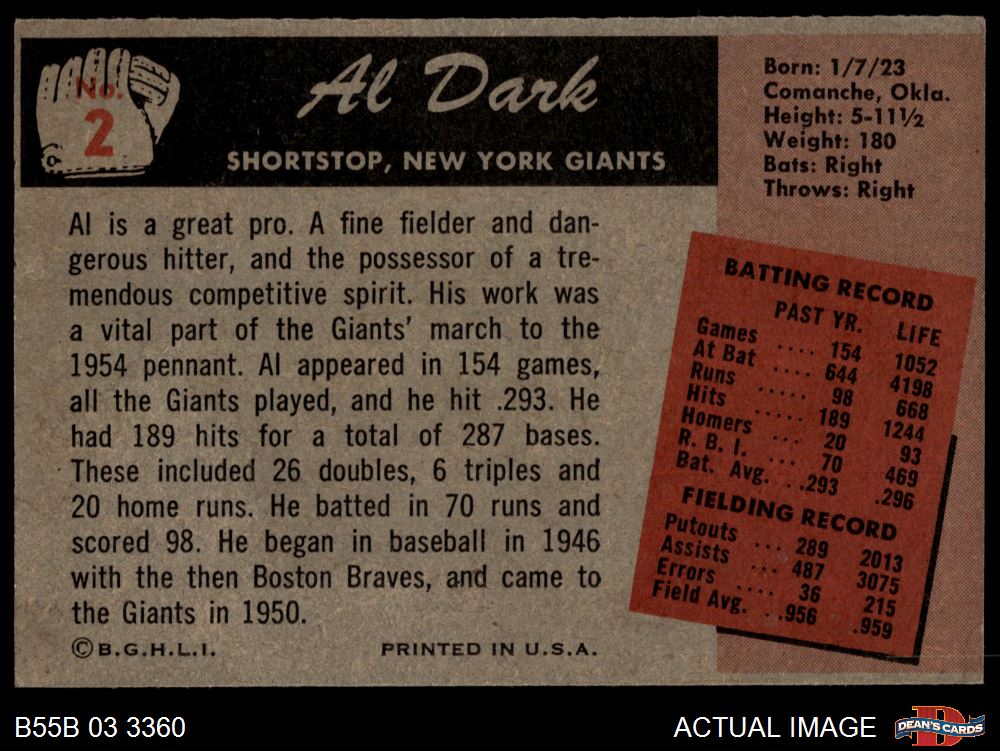 No.
2
Al Dark
SHORTSTOP, NEW YORK GIANTS
Born: 1/7/23
Comanche, Okla.
Height: 5-11½
Weight: 180
Bats: Right
Throws: Right
Al is a great pro. A fine fielder and dan-
gerous hitter, and the possessor of a tre-
mendous competitive spirit. His work was
a vital part of the Giants' march to the
1954 pennant. Al appeared in 154 games,
all the Giants played, and he hit .293. He
had 189 hits for a total of 287 bases.
These included 26 doubles, 6 triples and
20 home runs. He batted in 70 runs and
scored 98. He began in baseball in 1946
with the then Boston Braves, and came to
the Giants in 1950.
©B.G.H.L.I. PRINTED IN U.S.A.
BATTING RECORD
PAST YR. LIFE
Games .... 154 1052
At Bat .... 644 4198
Runs ..... 98 668
Hits ..... 189 1244
Homers ... 20 93
R. B. I. ... 70 469
Bat. Avg. ...293 .296
FIELDING RECORD
Putouts ... 289 2013
Assists ... 487 3075
Errors .... 36 215
Field Avg. ..956 .959
B55B 03 3360 ACTUAL IMAGE DEAN'S CARDS